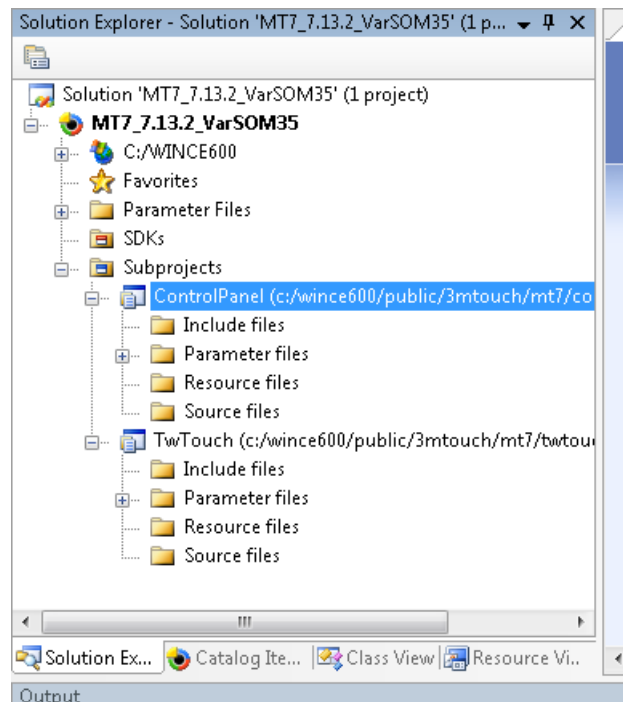 Solution Explorer - Solution 'MT7_7.13.2_VarSOM35' (1 p...
Solution 'MT7_7.13.2_VarSOM35' (1 project)
MT7_7.13.2_VarSOM35
C:/WINCE600
Favorites
Parameter Files
SDKs
Subprojects
ControlPanel (c:/wince600/public/3mtouch/mt7/co
Include files
Parameter files
Resource files
Source files
TwTouch (c:/wince600/public/3mtouch/mt7/twtou
Include files
Parameter files
Resource files
Source files
Solution Ex... Catalog Ite... Class View Resource Vi..
Output